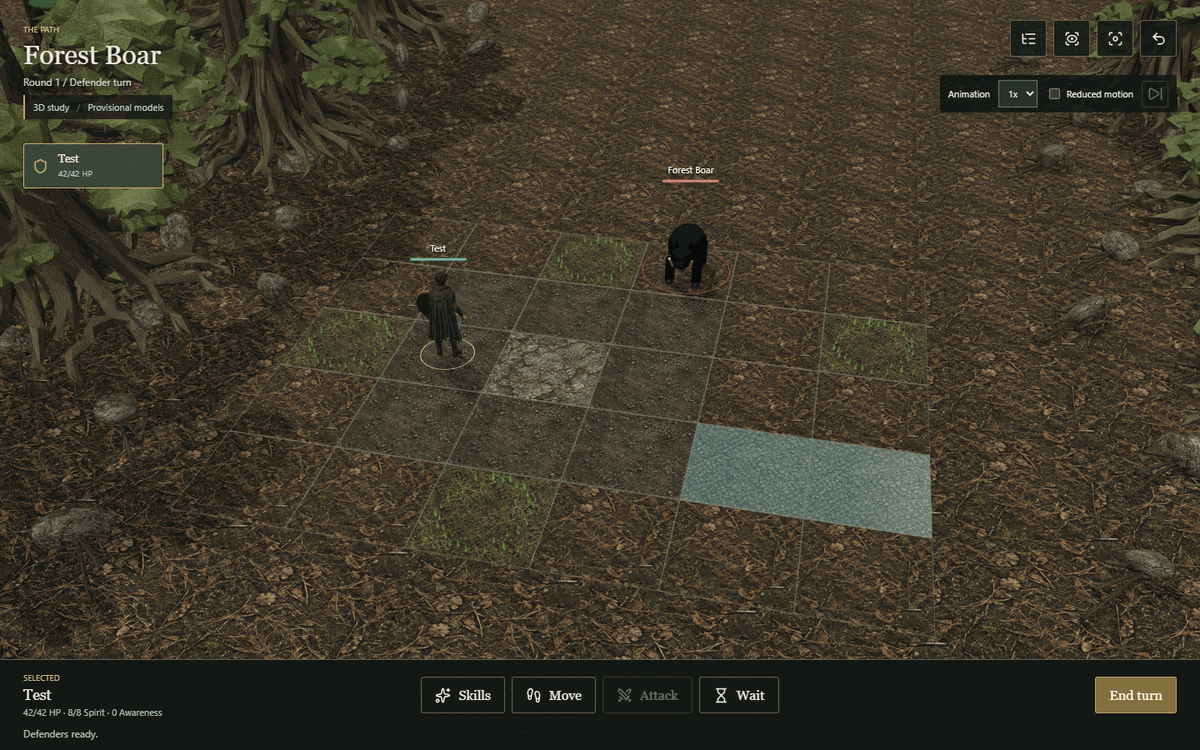 THE PATH
Forest Boar
Round 1 / Defender turn
3D study / Provisional models
Animation 1x Reduced motion
Test
42/42 HP
Forest Boar
Test
SELECTED
Test
42/42 HP · 8/8 Spirit · 0 Awareness
Defenders ready.
Skills Move Attack Wait
End turn